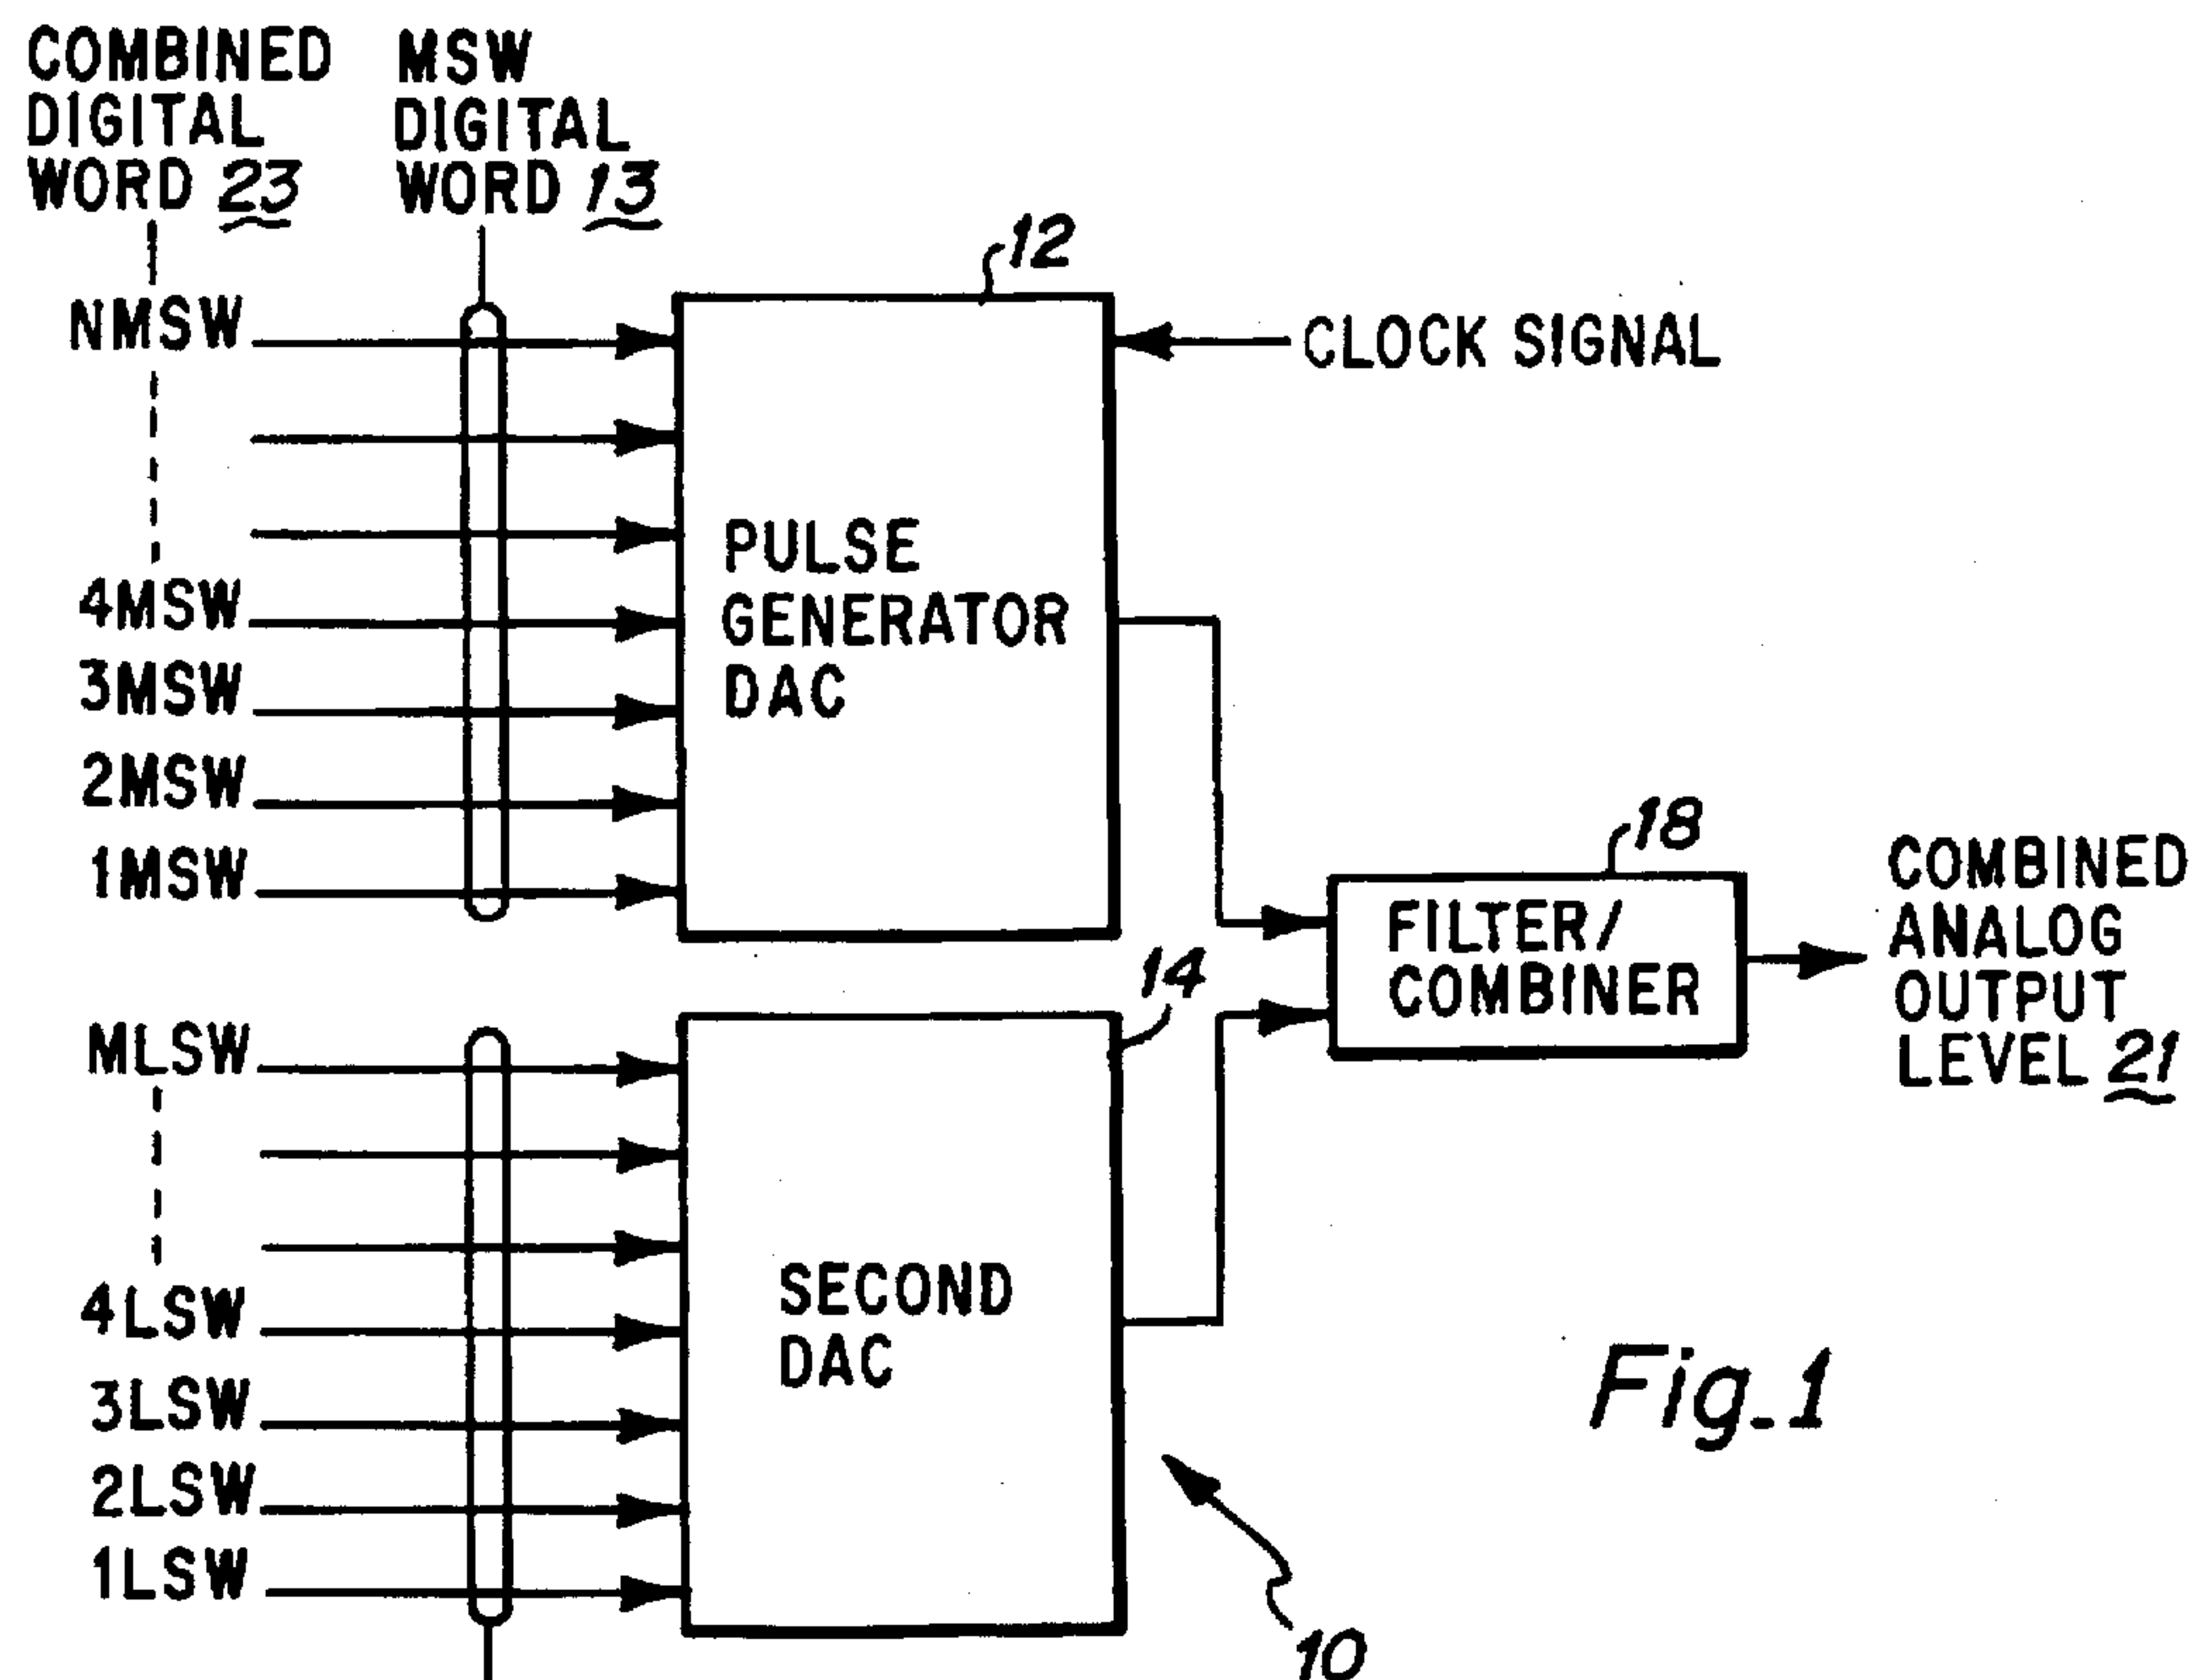 COMBINED
DIGITAL
WORD 23
MSW
DIGITAL
WORD 13
12
NMSW
CLOCK SIGNAL
PULSE
GENERATOR
DAC
4MSW
3MSW
2MSW
1MSW
18
FILTER/
COMBINER
COMBINED
ANALOG
OUTPUT
LEVEL 21
14
MLSW
SECOND
DAC
4LSW
3LSW
2LSW
1LSW
Fig. 1
10